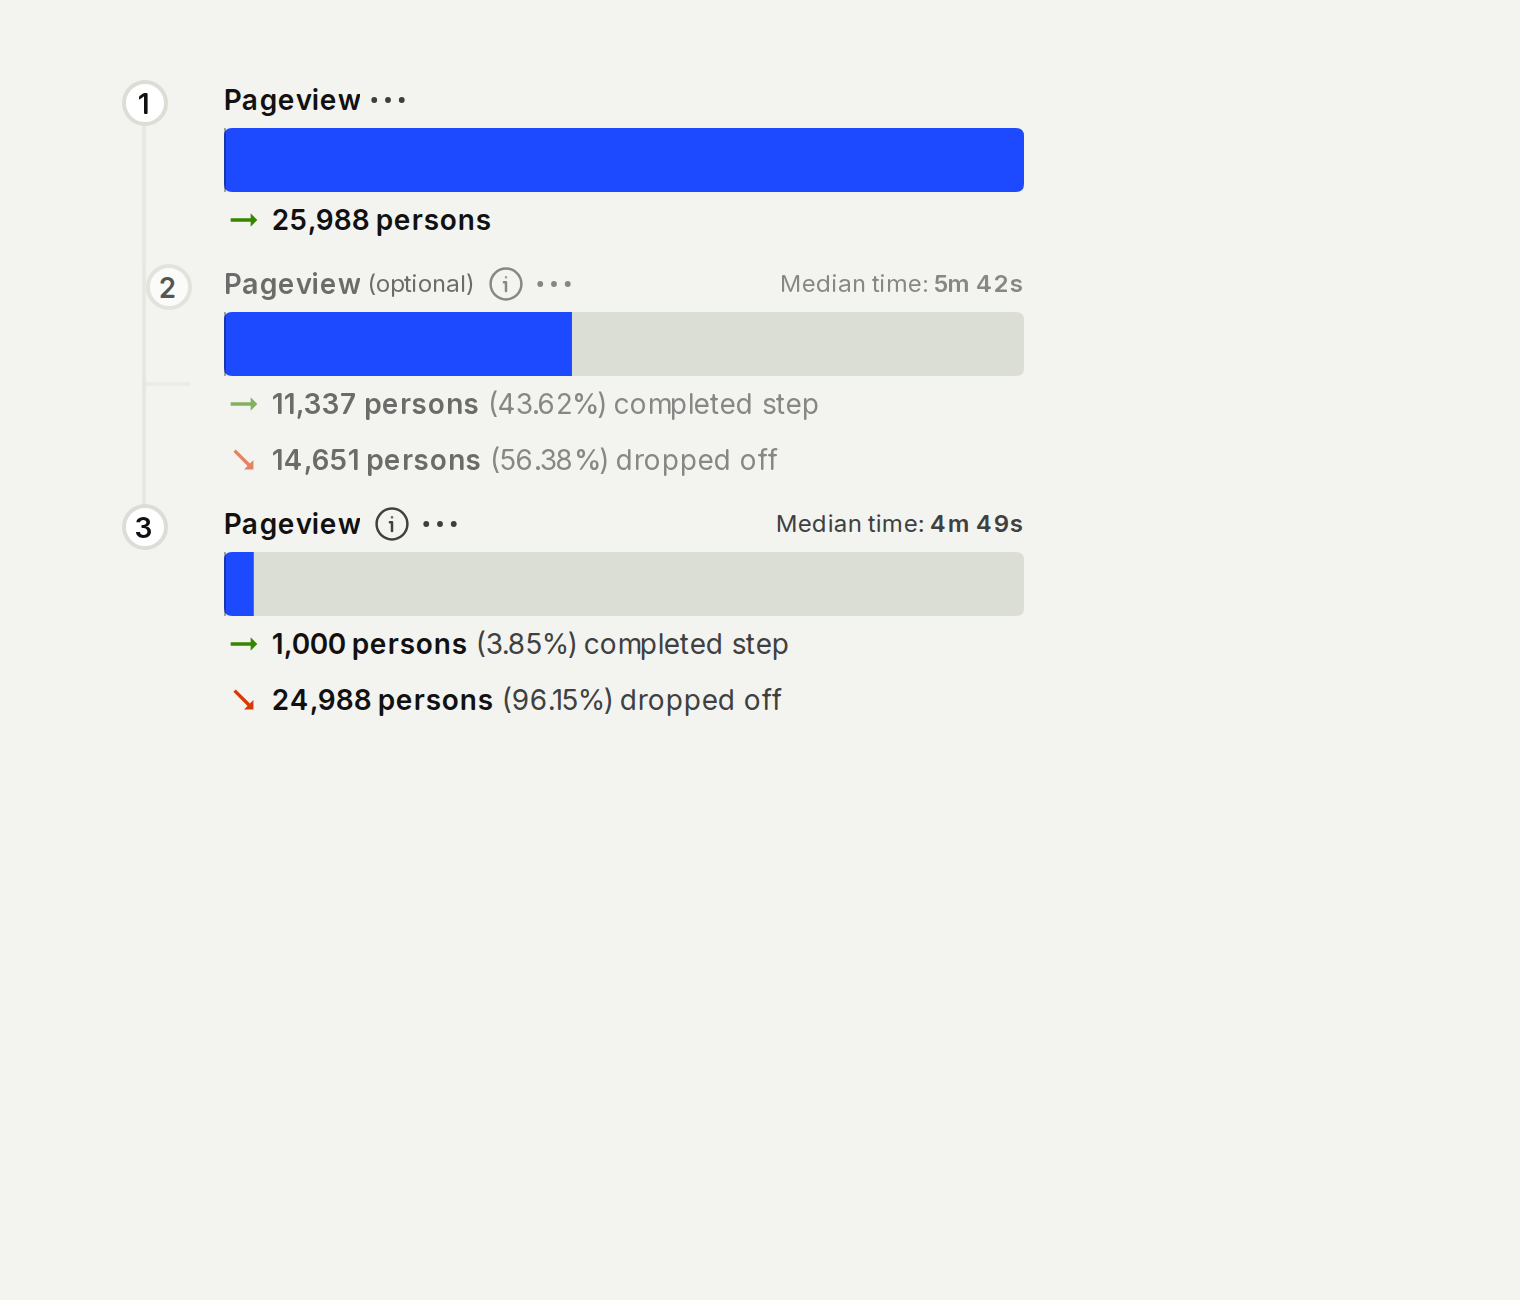 1 Pageview
25,988 persons
2 Pageview (optional) Median time: 5m 42s
11,337 persons (43.62%) completed step
14,651 persons (56.38%) dropped off
3 Pageview Median time: 4m 49s
1,000 persons (3.85%) completed step
24,988 persons (96.15%) dropped off